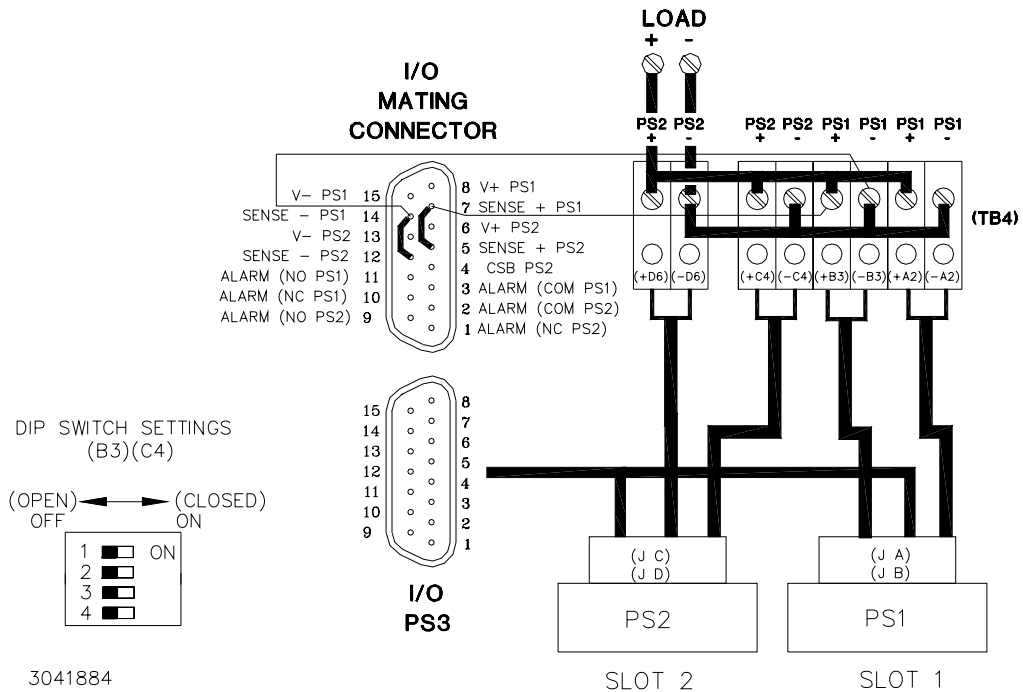 LOAD
+ -
I/O
MATING
CONNECTOR
PS2 PS2 PS2 PS2 PS1 PS1 PS1 PS1
+ - + - + - + -
V- PS1 15
SENSE - PS1 14
V- PS2 13
SENSE - PS2 12
ALARM (NO PS1) 11
ALARM (NC PS1) 10
ALARM (NO PS2) 9
8 V+ PS1
7 SENSE + PS1
6 V+ PS2
5 SENSE + PS2
4 CSB PS2
3 ALARM (COM PS1)
2 ALARM (COM PS2)
1 ALARM (NC PS2)
(TB4)
(+D6) (-D6) (+C4) (-C4) (+B3) (-B3) (+A2) (-A2)
15
14
13
12
11
10
9
8
7
6
5
4
3
2
1
I/O
PS3
DIP SWITCH SETTINGS
(B3)(C4)
(OPEN) (CLOSED)
OFF ON
1 ON
2
3
4
(J C)
(J D)
PS2
SLOT 2
(J A)
(J B)
PS1
SLOT 1
3041884